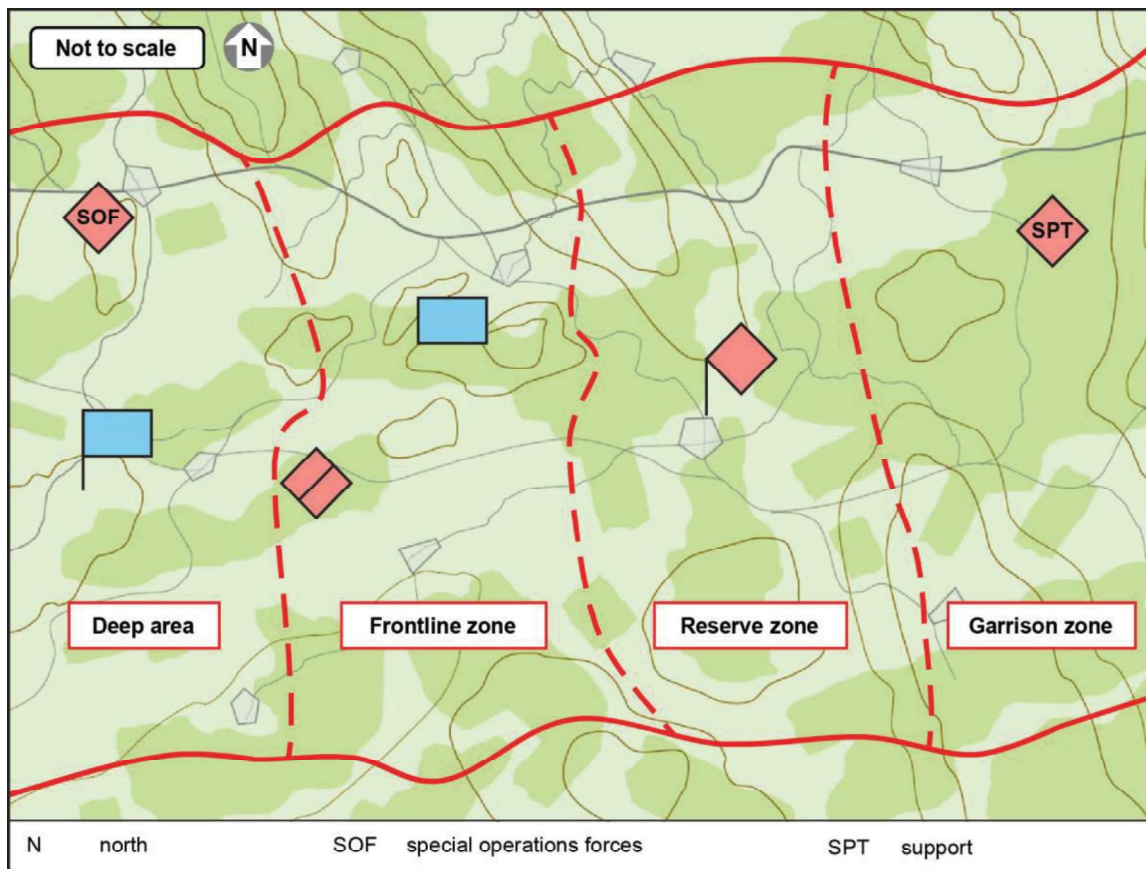 Not to scale
N
SOF
SPT
Deep area
Frontline zone
Reserve zone
Garrison zone
N north SOF special operations forces SPT support